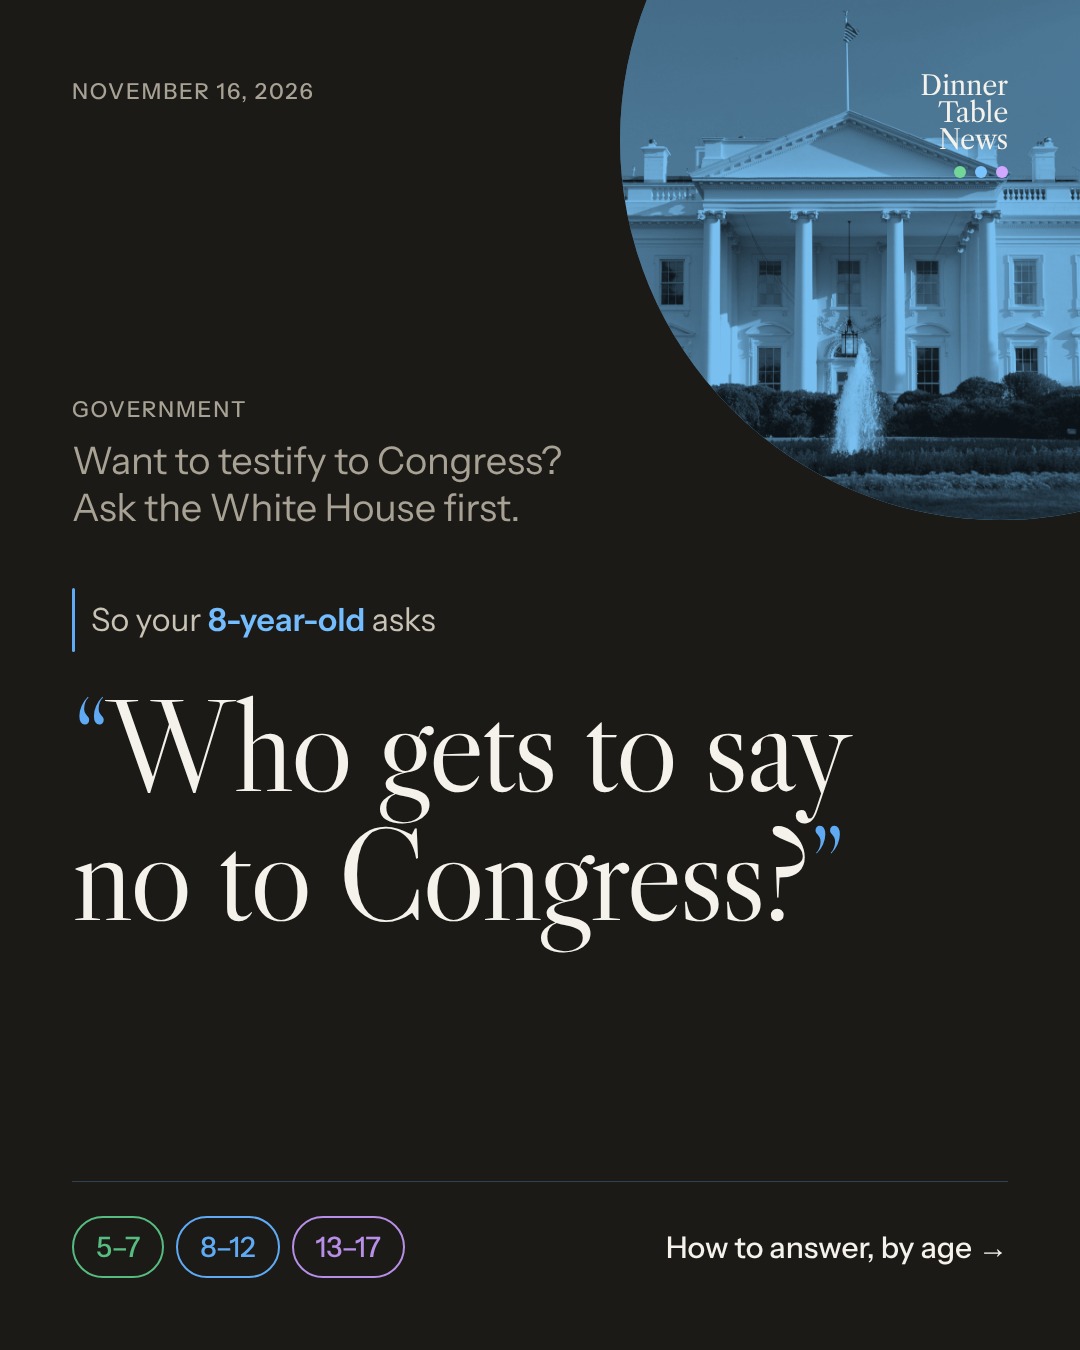 NOVEMBER 16, 2026
Dinner
Table
News
GOVERNMENT
Want to testify to Congress?
Ask the White House first.
So your 8-year-old asks
“Who gets to say
no to Congress?”
5–7
8–12
13–17
How to answer, by age →